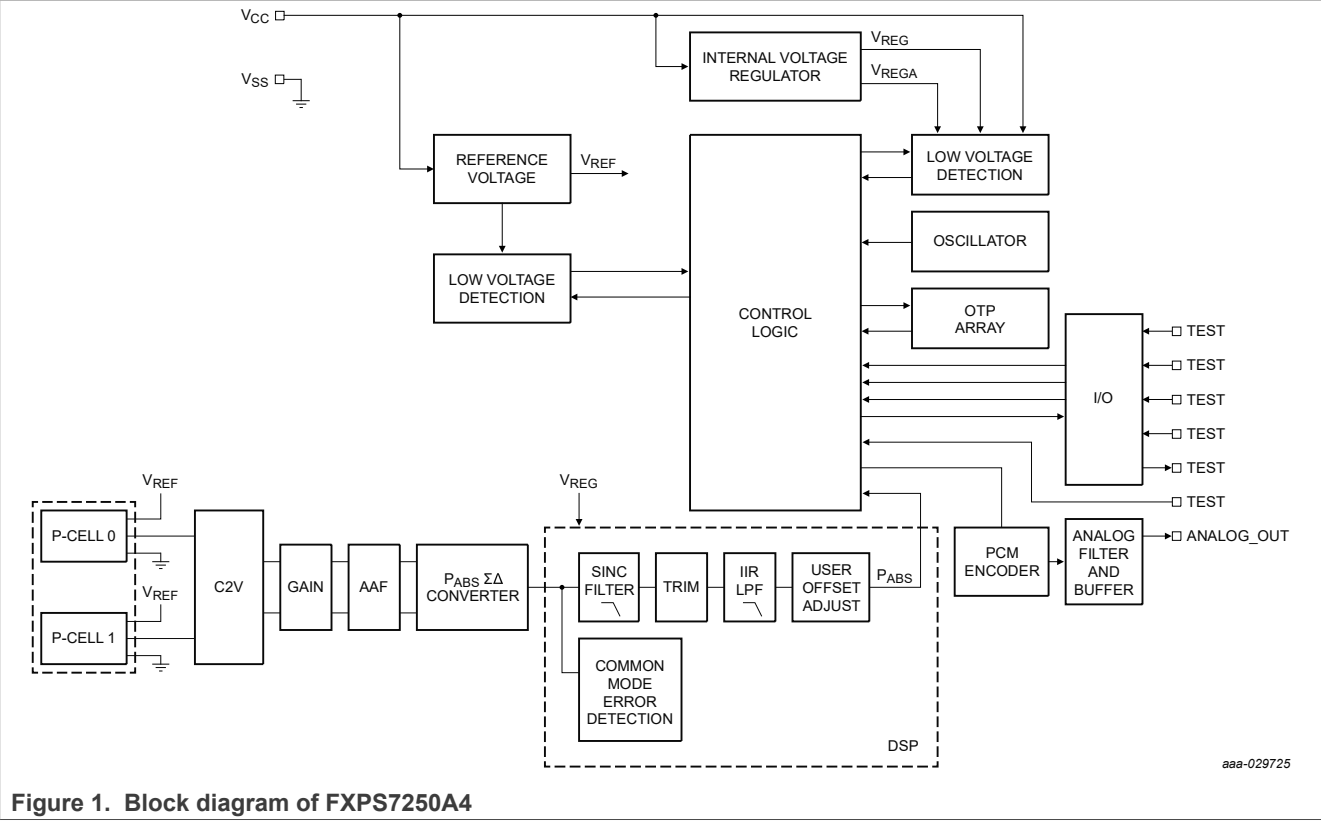 VCC
VSS
INTERNAL VOLTAGE
REGULATOR
VREG
VREGA
REFERENCE
VOLTAGE
VREF
LOW VOLTAGE
DETECTION
LOW VOLTAGE
DETECTION
CONTROL
LOGIC
OSCILLATOR
OTP
ARRAY
I/O
TEST
TEST
TEST
TEST
TEST
TEST
P-CELL 0
VREF
P-CELL 1
VREF
C2V
GAIN
AAF
PABS ΣΔ
CONVERTER
VREG
SINC
FILTER
TRIM
IIR
LPF
USER
OFFSET
ADJUST
PABS
COMMON
MODE
ERROR
DETECTION
DSP
PCM
ENCODER
ANALOG
FILTER
AND
BUFFER
ANALOG_OUT
aaa-029725
Figure 1. Block diagram of FXPS7250A4